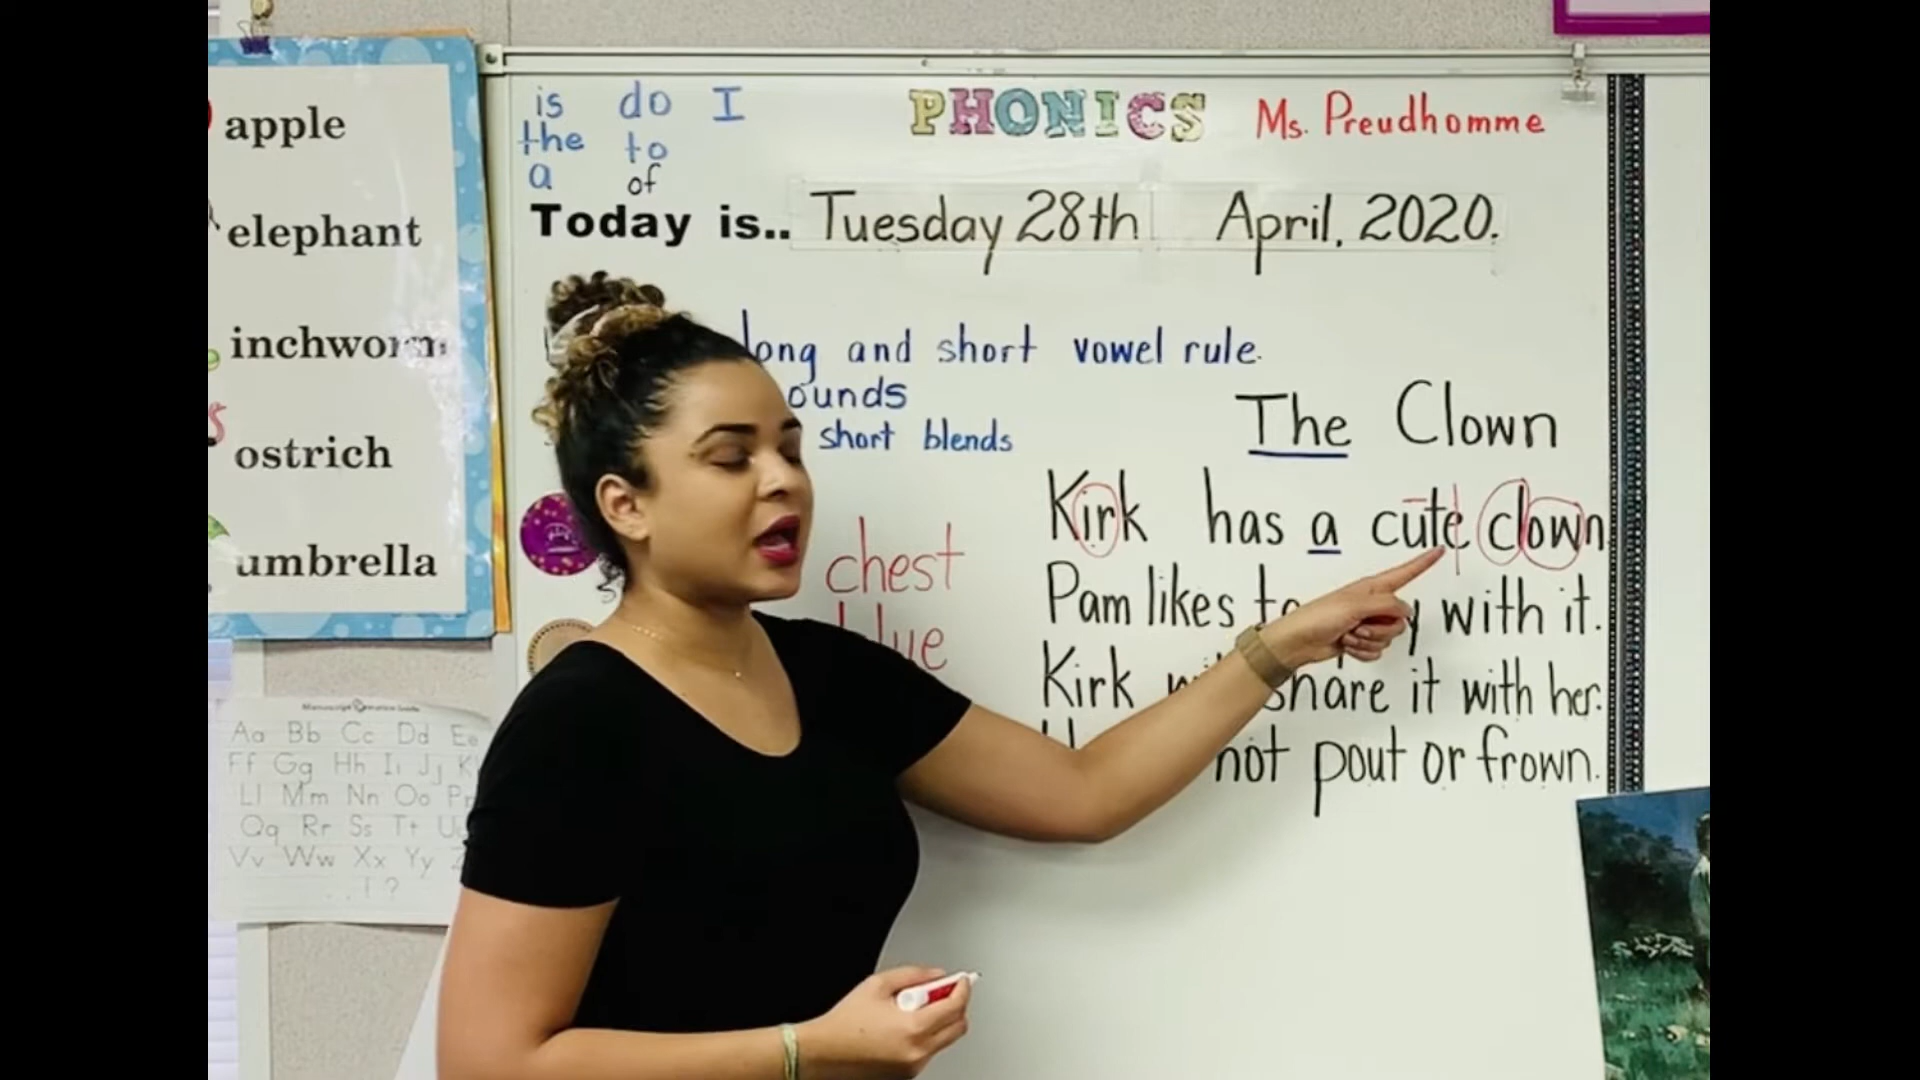 apple
elephant
inchworm
ostrich
umbrella
is do I
the to
a of
PHONICS Ms. Preudhomme
Today is.. Tuesday 28th April, 2020.
long and short vowel rule.
short blends
chest
The Clown
Kirk has a cute clown
Pam likes with it.
Kirk share it with her.
not pout or frown.
Aa Bb Cc Dd Ee
Ff Gg Hh Ii Jj K
Ll Mm Nn Oo Pp
Qq Rr Ss Tt U
Vv Ww Xx Yy Z
. , ! ?